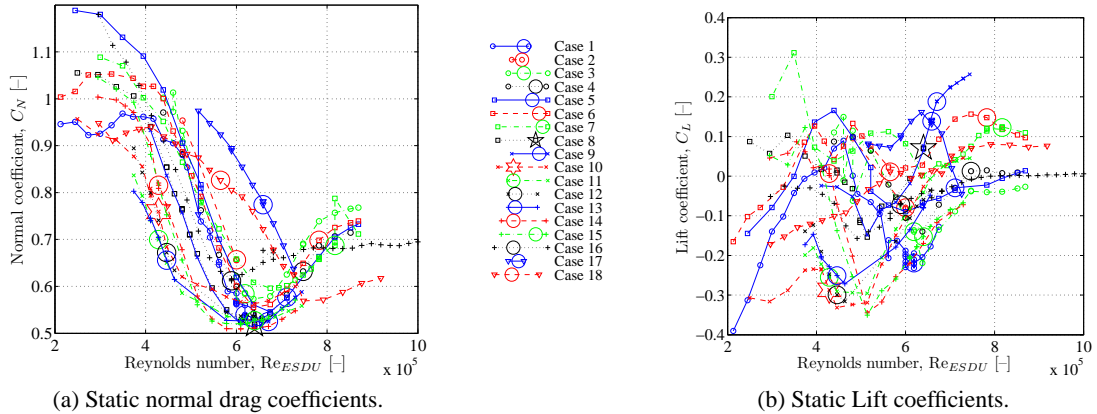 1.1
1
0.9
0.8
0.7
0.6
0.5
2
4
6
8
10
Normal coefficient, C_N [–]
Reynolds number, Re_ESDU [–]
x 10^5
Case 1
Case 2
Case 3
Case 4
Case 5
Case 6
Case 7
Case 8
Case 9
Case 10
Case 11
Case 12
Case 13
Case 14
Case 15
Case 16
Case 17
Case 18
0.4
0.3
0.2
0.1
0
-0.1
-0.2
-0.3
-0.4
2
4
6
8
10
Lift coefficient, C_L [–]
Reynolds number, Re_ESDU [–]
x 10^5
(a) Static normal drag coefficients.
(b) Static Lift coefficients.